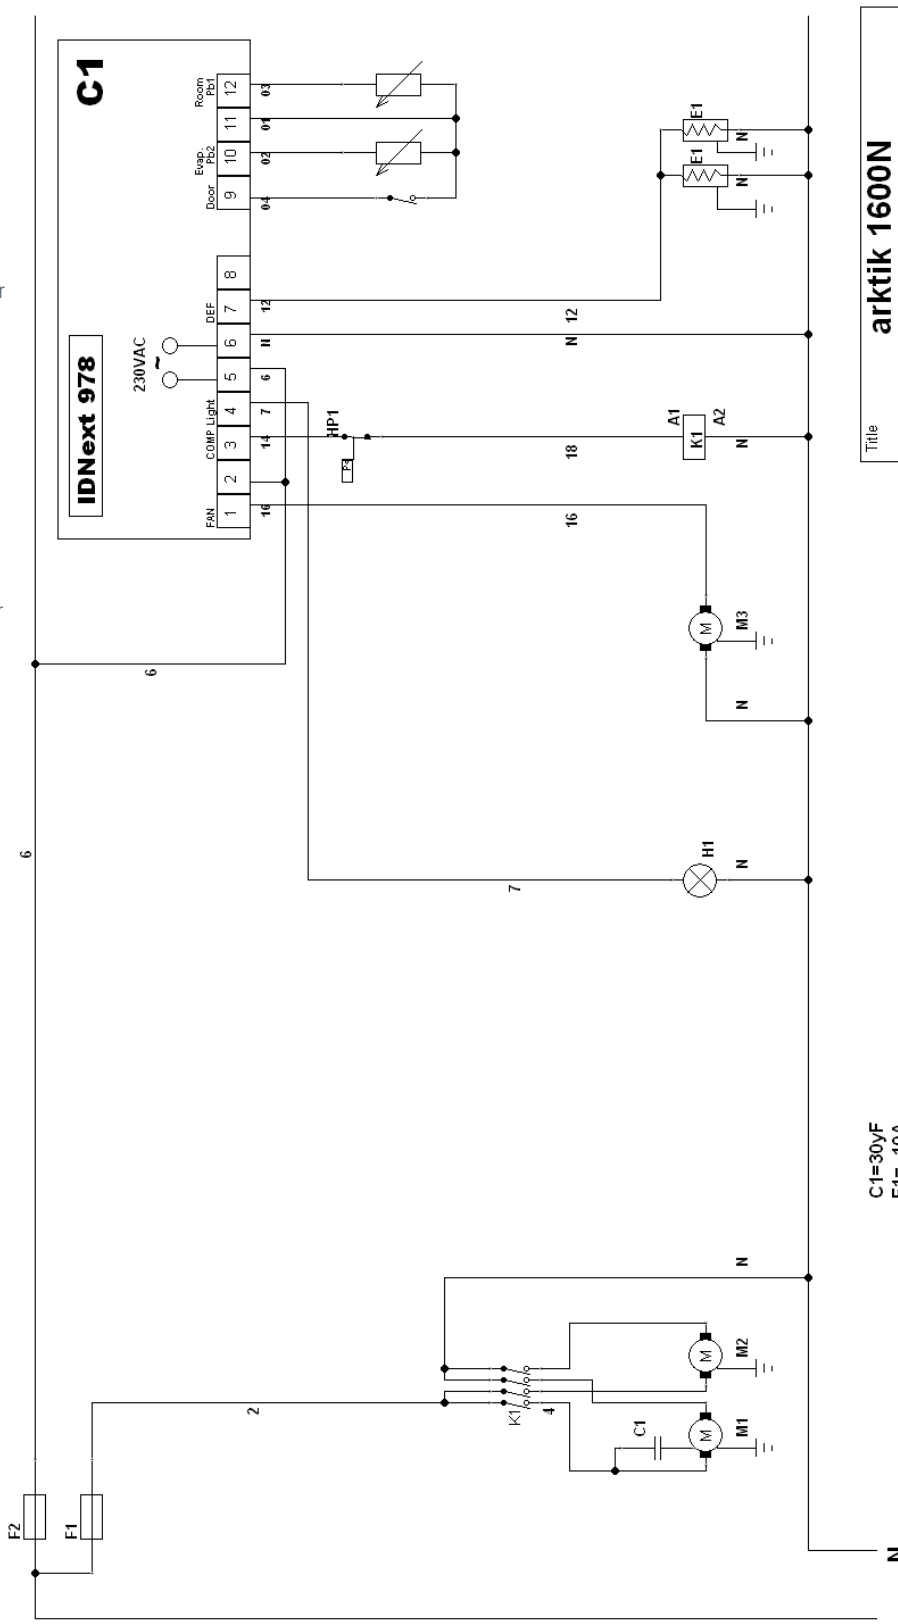 C1
IDNext 978
230VAC
~
Room
Pb1
Evap.
Pb2
Door
DEF
Light
COMP
FAN
12
11
10
9
8
7
6
5
4
3
2
1
03
01
02
04
12
N
6
7
14
16
HP1
12
N
18
16
A1
A2
K1
N
E1
N
E1
N
M
M3
N
6
6
7
H1
N
N
2
K1
4
C1
M
M2
M
M1
F2
F1
N
Title
arktik 1600N
C1=30yF